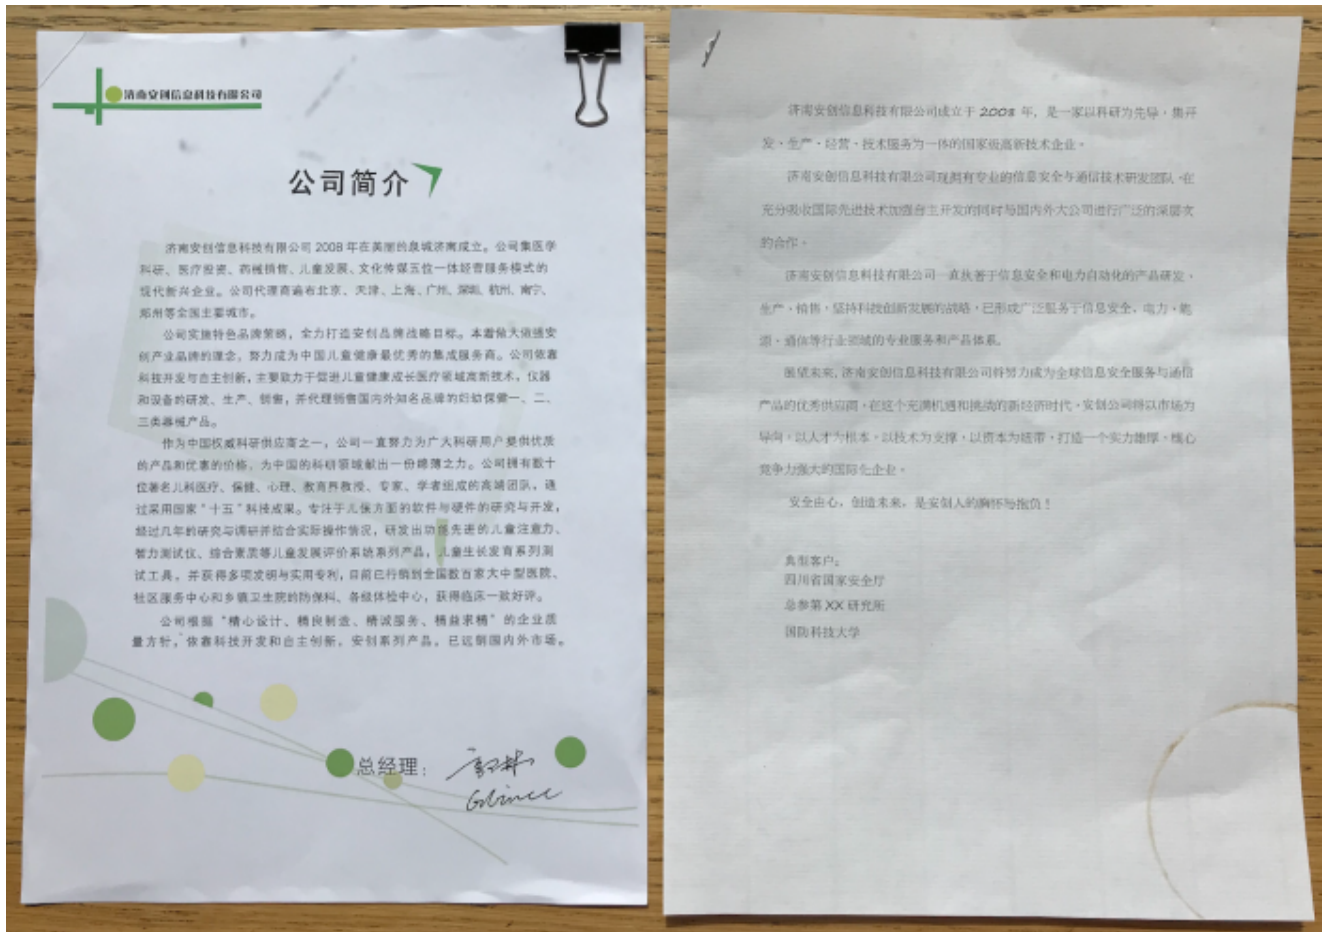 济南安创信息科技有限公司
公司简介
济南安创信息科技有限公司 2008 年在美丽的泉城济南成立。公司集医学
科研、医疗投资、药械销售、儿童发展、文化传媒五位一体经营服务模式的
现代新兴企业。公司代理商遍布北京、天津、上海、广州、深圳、杭州、南宁、
郑州等全国主要城市。
公司实施特色品牌策略，全力打造安创品牌战略目标。本着做大做强安
创产业品牌的理念，努力成为中国儿童健康最优秀的集成服务商。公司依靠
科技开发与自主创新，主要致力于促进儿童健康成长医疗领域高新技术，仪器
和设备的研发、生产、销售，并代理销售国内外知名品牌的妇幼保健一、二、
三类器械产品。
作为中国权威科研供应商之一，公司一直努力为广大科研用户提供优质
的产品和优惠的价格，为中国的科研领域献出一份绵薄之力。公司拥有数十
位著名儿科医疗、保健、心理、教育界教授、专家、学者组成的高端团队，通
过采用国家“十五”科技成果。专注于儿保方面的软件与硬件的研究与开发，
经过几年的研究与调研并结合实际操作情况，研发出功能先进的儿童注意力、
智力测试仪、综合素质等儿童发展评价系统系列产品，儿童生长发育系列测
试工具。并获得多项发明与实用专利，目前已行销到全国数百家大中型医院、
社区服务中心和乡镇卫生院的防保科、各级体检中心，获得临床一致好评。
公司根据“精心设计、精良制造、精诚服务、精益求精”的企业质
量方针，依靠科技开发和自主创新。安创系列产品。已远销国内外市场。
总经理：
济南安创信息科技有限公司成立于 2008 年，是一家以科研为先导，集开
发、生产、经营、技术服务为一体的国家级高新技术企业。
济南安创信息科技有限公司现拥有专业的信息安全与通信技术研发团队，在
充分吸收国际先进技术加强自主开发的同时与国内外大公司进行广泛的深层次
的合作。
济南安创信息科技有限公司一直执著于信息安全和电力自动化的产品研发，
生产，销售，坚持科技创新发展的战略，已形成广泛服务于信息安全、电力、能
源、通信等行业领域的专业服务和产品体系。
展望未来，济南安创信息科技有限公司将努力成为全球信息安全服务与通信
产品的优秀供应商，在这个充满机遇和挑战的新经济时代，安创公司将以市场为
导向，以人才为根本，以技术为支撑，以资本为纽带，打造一个实力雄厚，核心
竞争力强大的国际化企业。
安全由心，创造未来，是安创人的胸怀与抱负！
典型客户：
四川省国家安全厅
总参第 XX 研究所
国防科技大学